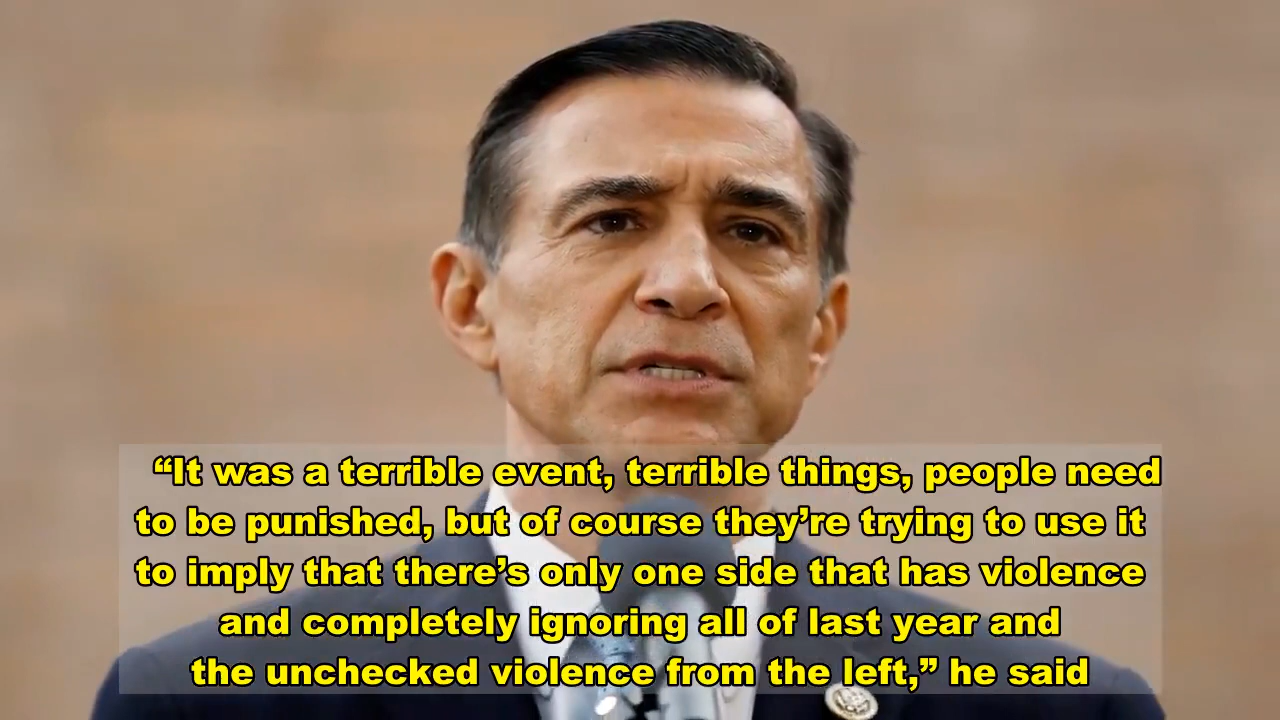 “It was a terrible event, terrible things, people need
to be punished, but of course they’re trying to use it
to imply that there’s only one side that has violence
and completely ignoring all of last year and
the unchecked violence from the left,” he said